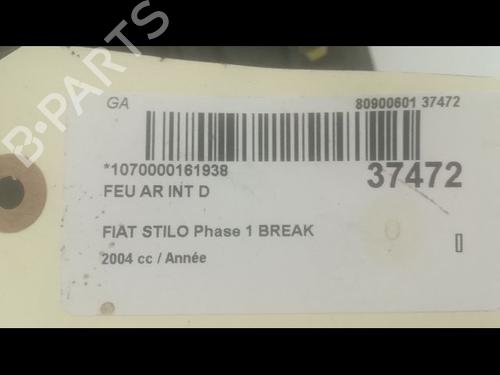 B-PARTS
GA 80900601 37472
*1070000161938 37472
FEU AR INT D
FIAT STILO Phase 1 BREAK
2004 cc / Année